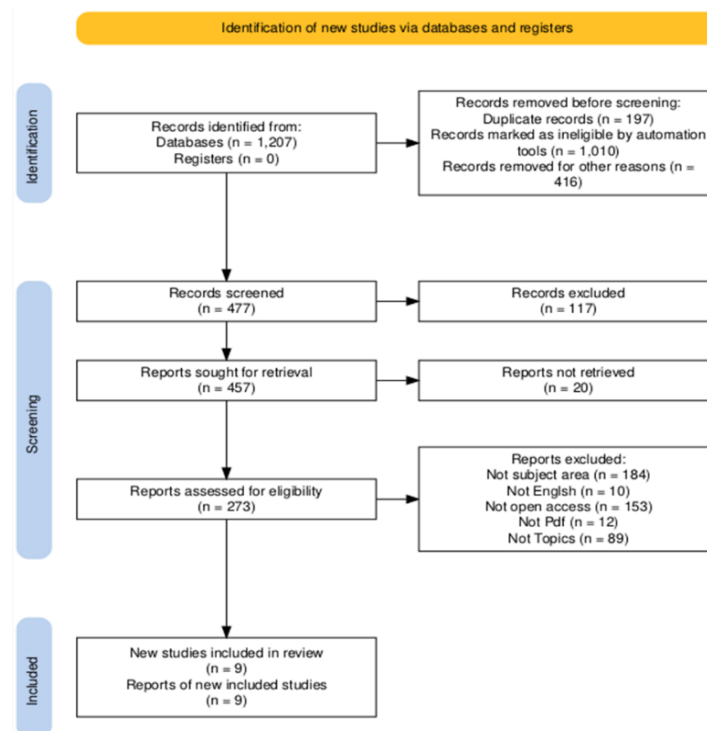 Identification of new studies via databases and registers
Identification
Records identified from:
Databases (n = 1,207)
Registers (n = 0)
Records removed before screening:
Duplicate records (n = 197)
Records marked as ineligible by automation
tools (n = 1,010)
Records removed for other reasons (n =
416)
Screening
Records screened
(n = 477)
Records excluded
(n = 117)
Reports sought for retrieval
(n = 457)
Reports not retrieved
(n = 20)
Reports assessed for eligibility
(n = 273)
Reports excluded:
Not subject area (n = 184)
Not Englsh (n = 10)
Not open access (n = 153)
Not Pdf (n = 12)
Not Topics (n = 89)
Included
New studies included in review
(n = 9)
Reports of new included studies
(n = 9)